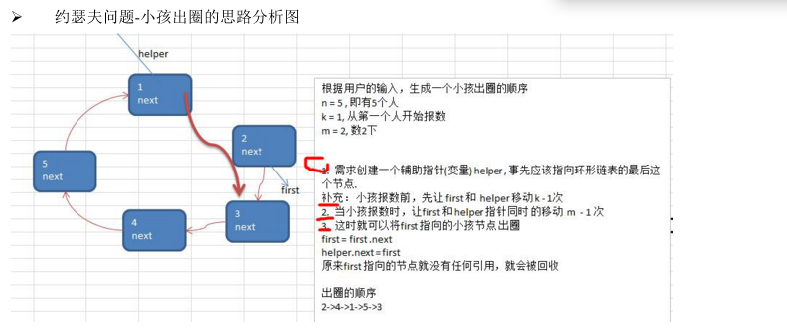 ➢ 约瑟夫问题-小孩出圈的思路分析图
helper
1
next
2
next
first
3
next
4
next
5
next
根据用户的输入，生成一个小孩出圈的顺序
n = 5 , 即有5个人
k = 1, 从第一个人开始报数
m = 2, 数2下
1. 需求创建一个辅助指针(变量) helper , 事先应该指向环形链表的最后这
个节点.
补充： 小孩报数前，先让 first 和 helper 移动 k - 1次
2. 当小孩报数时，让first 和 helper 指针同时 的移动 m - 1 次
3. 这时就可以将first 指向的小孩节点 出圈
first = first .next
helper.next = first
原来first 指向的节点就没有任何引用，就会被回收
出圈的顺序
2->4->1->5->3